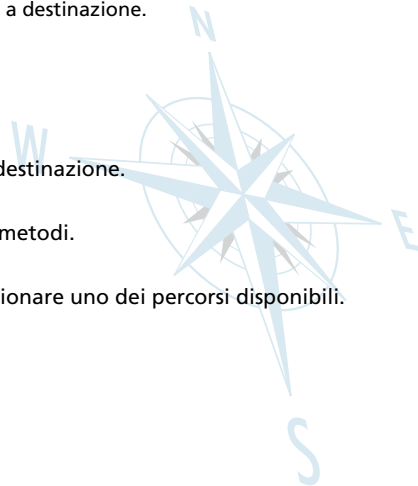 a destinazione.
N
W
destinazione.
E
metodi.
ionare uno dei percorsi disponibili.
S